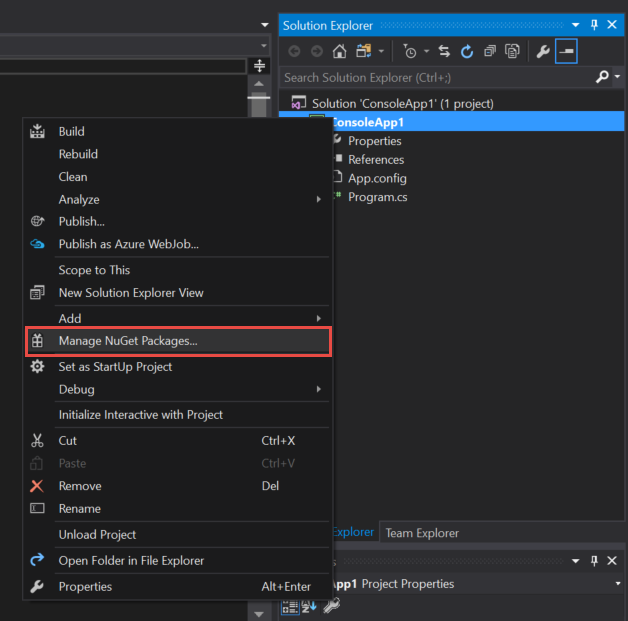 Solution Explorer
Search Solution Explorer (Ctrl+;)
Solution 'ConsoleApp1' (1 project)
ConsoleApp1
Properties
References
App.config
Program.cs
Build
Rebuild
Clean
Analyze
Publish...
Publish as Azure WebJob...
Scope to This
New Solution Explorer View
Add
Manage NuGet Packages...
Set as StartUp Project
Debug
Initialize Interactive with Project
Cut Ctrl+X
Paste Ctrl+V
Remove Del
Rename
Unload Project
Open Folder in File Explorer
Properties Alt+Enter
Explorer Team Explorer
App1 Project Properties